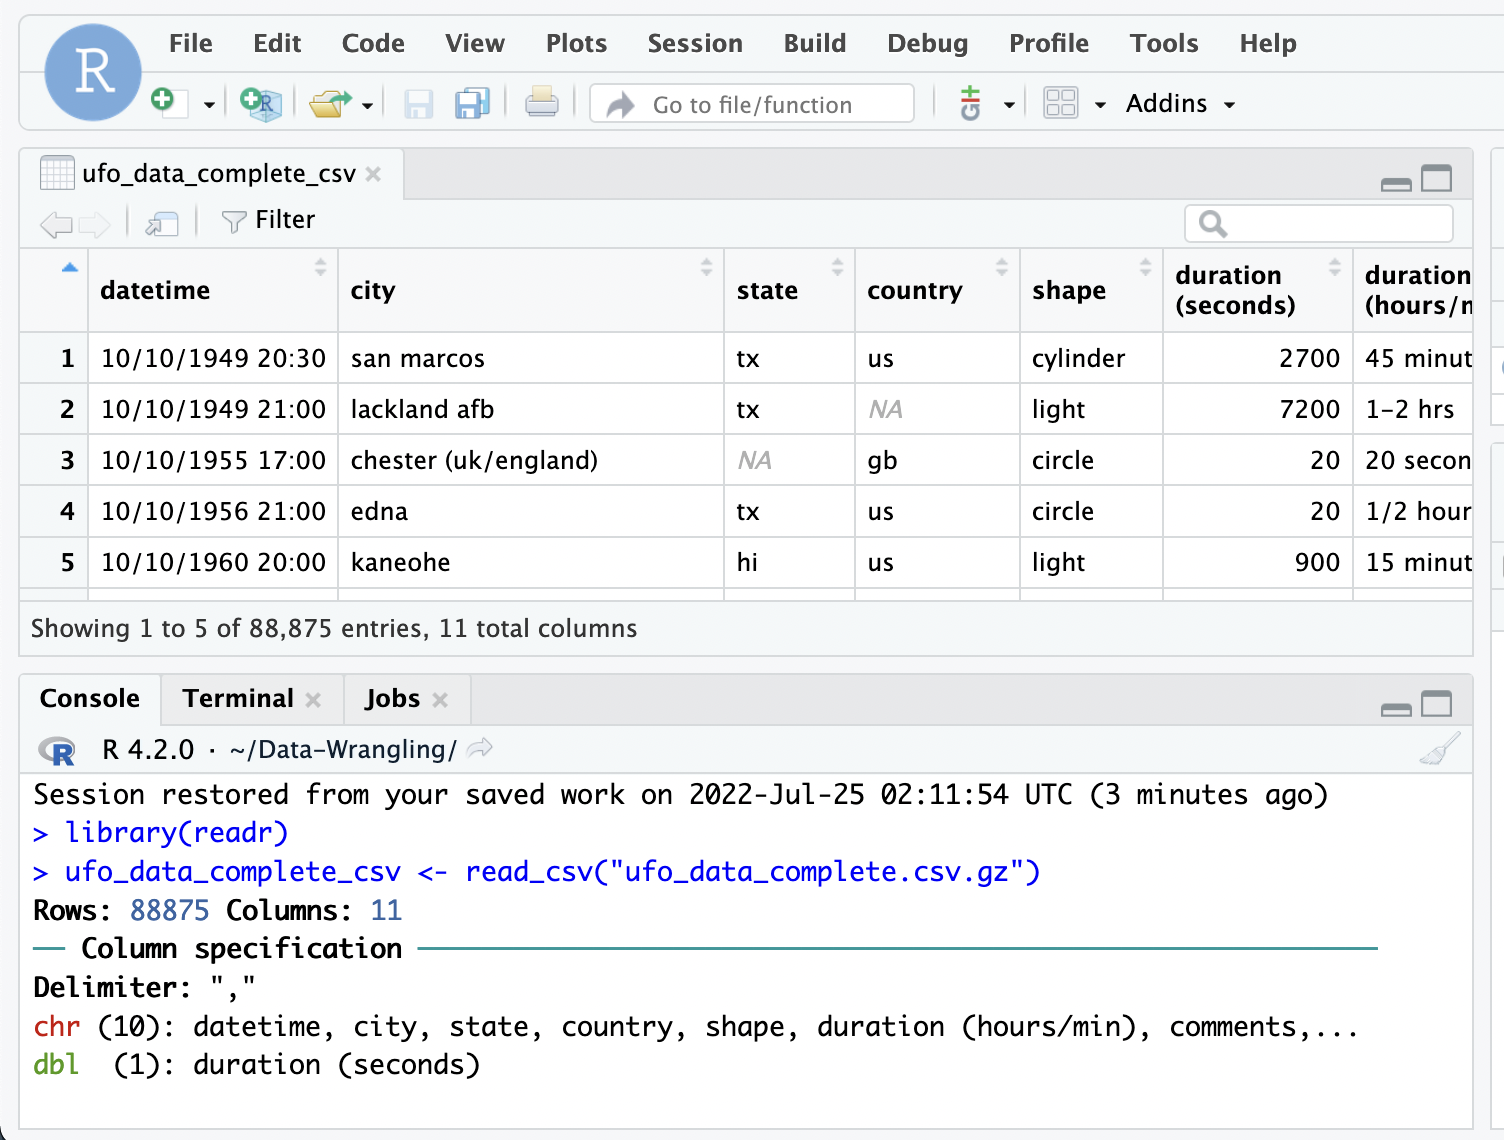 R File Edit Code View Plots Session Build Debug Profile Tools Help
R Go to file/function Addins
ufo_data_complete_csv
Filter
datetime city state country shape duration (seconds) duration (hours/m
1 10/10/1949 20:30 san marcos tx us cylinder 2700 45 minut
2 10/10/1949 21:00 lackland afb tx NA light 7200 1-2 hrs
3 10/10/1955 17:00 chester (uk/england) NA gb circle 20 20 secon
4 10/10/1956 21:00 edna tx us circle 20 1/2 hour
5 10/10/1960 20:00 kaneohe hi us light 900 15 minut
Showing 1 to 5 of 88,875 entries, 11 total columns
Console Terminal Jobs
R R 4.2.0 · ~/Data-Wrangling/
Session restored from your saved work on 2022-Jul-25 02:11:54 UTC (3 minutes ago)
> library(readr)
> ufo_data_complete_csv <- read_csv("ufo_data_complete.csv.gz")
Rows: 88875 Columns: 11
── Column specification ──
Delimiter: ","
chr (10): datetime, city, state, country, shape, duration (hours/min), comments,...
dbl (1): duration (seconds)